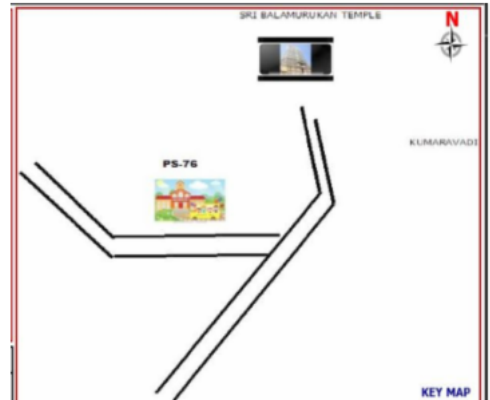 SRI BALAMURUKAN TEMPLE
N
KUMARAVADI
PS-76
KEY MAP